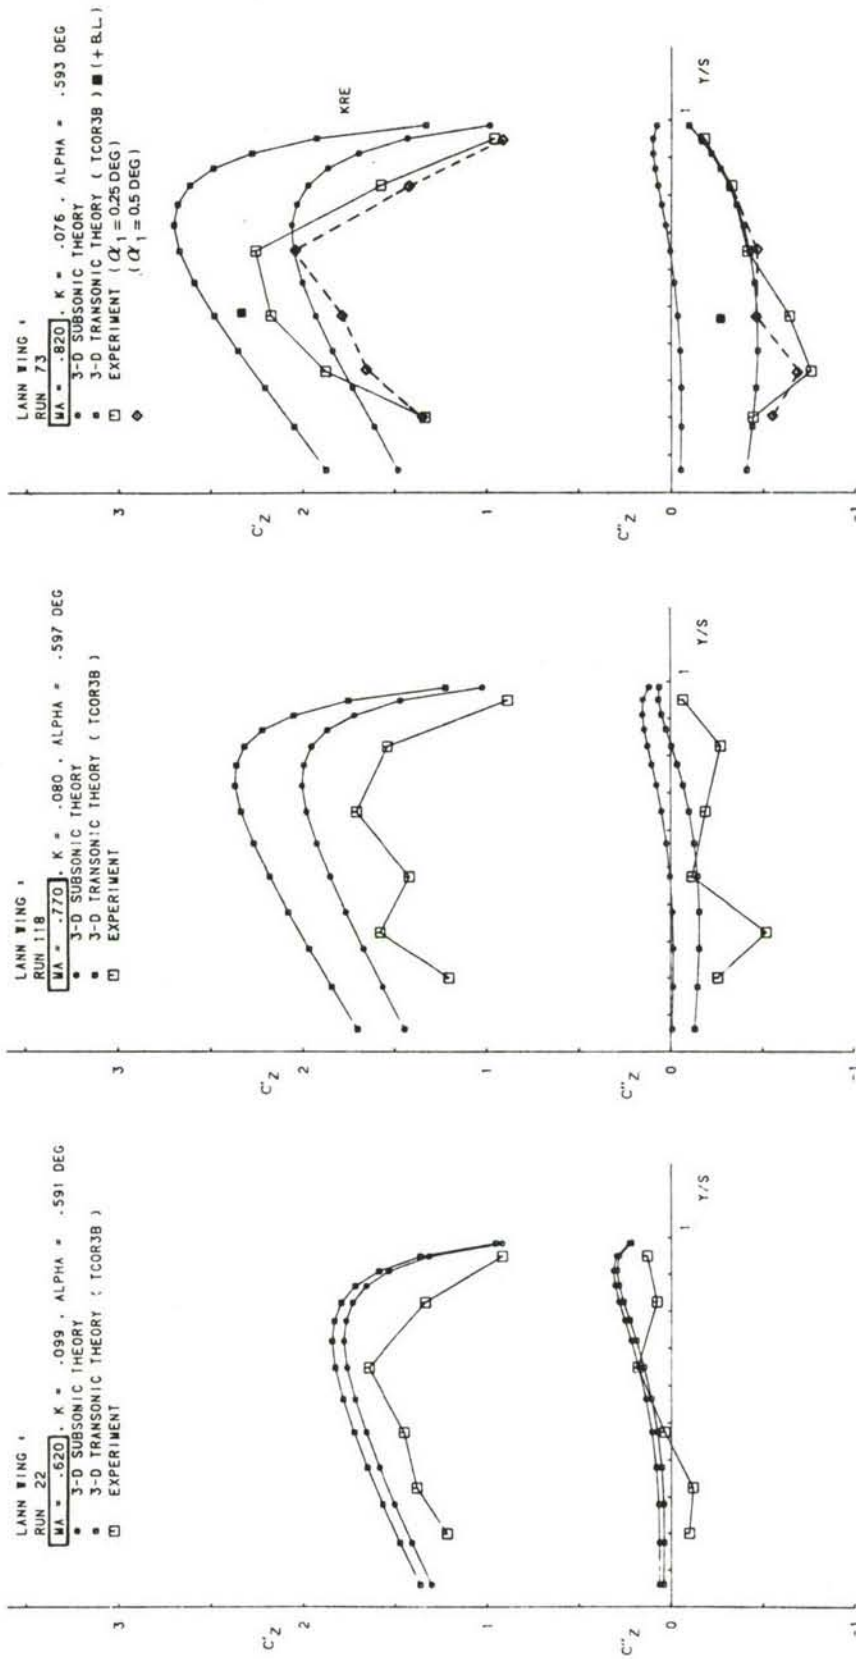 LANN WING :
RUN 22
MA = .620 , K = .099 , ALPHA = .591 DEG
3-D SUBSONIC THEORY
3-D TRANSONIC THEORY ( TCOR3B )
EXPERIMENT
3
C'Z
2
1
C''Z
0
-1
1
Y/S
LANN WING :
RUN 118
MA = .770 , K = .080 , ALPHA = .597 DEG
3-D SUBSONIC THEORY
3-D TRANSONIC THEORY ( TCOR3B )
EXPERIMENT
3
C'Z
2
1
C''Z
0
-1
1
Y/S
LANN WING :
RUN 73
MA = .820 , K = .076 , ALPHA = .593 DEG
3-D SUBSONIC THEORY
3-D TRANSONIC THEORY ( TCOR3B ) ■ (+ B.L.)
EXPERIMENT (α1 = 0.25 DEG)
(α1 = 0.5 DEG)
KRE
3
C'Z
2
1
C''Z
0
-1
1
Y/S